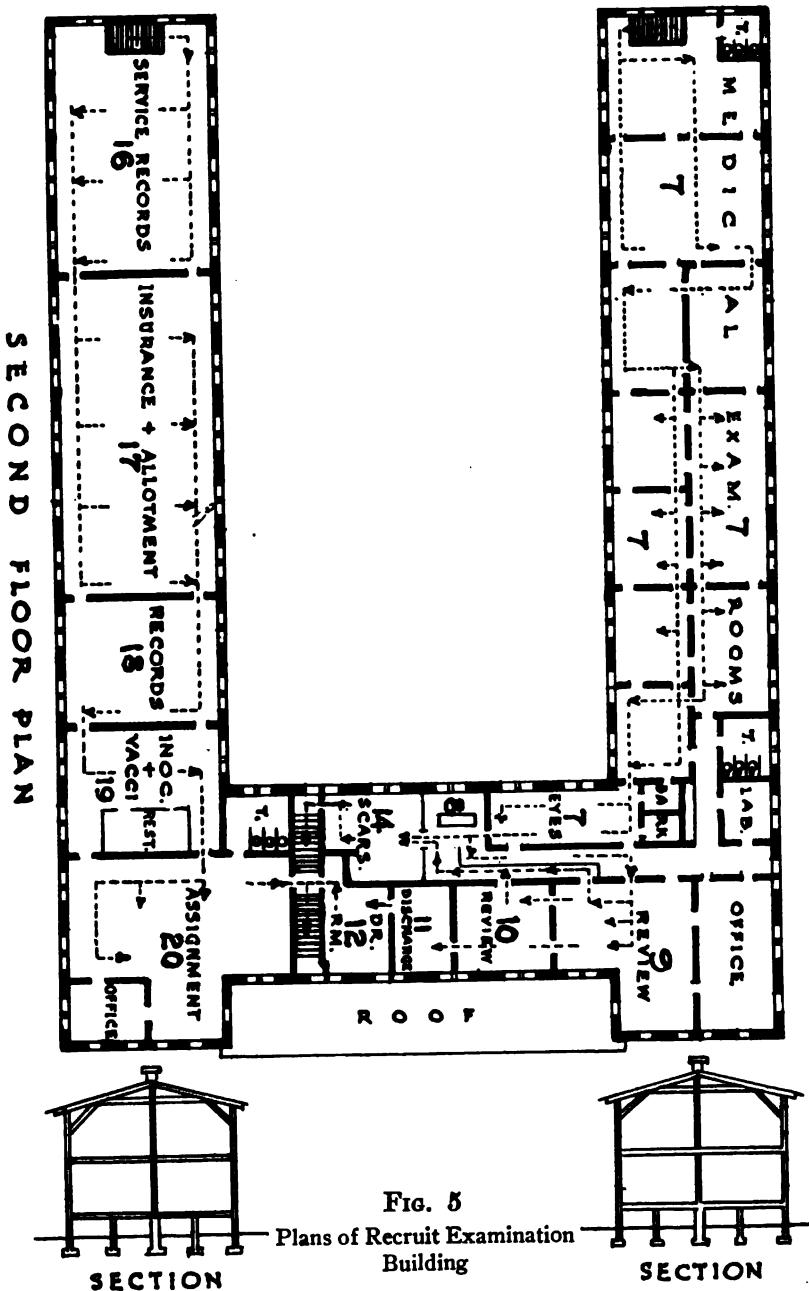 SECOND FLOOR PLAN
SERVICE RECORDS
16
INSURANCE + ALLOTMENT
17
RECORDS
18
INOC.
+
VACCI
19
REST.
ASSIGNMENT
20
OFFICE
T.
T.
MEDICAL EXAM. ROOMS
7
7
7
T.
LAB.
DARK
EYES
7
8
SCARS.
14
DR.
12
RM.
DISCHARGE
11
REVIEW
10
REVIEW
9
OFFICE
ROOF
SECTION
FIG. 5
Plans of Recruit Examination
Building
SECTION